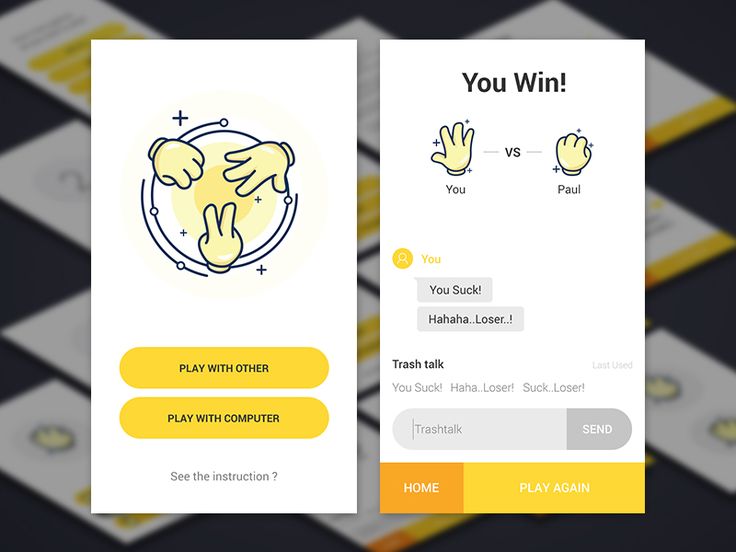 PLAY WITH OTHER
PLAY WITH COMPUTER
See the instruction ?
You Win!
VS
You Paul
You
You Suck!
Hahaha..Loser..!
Trash talk Last Used
You Suck! Haha..Loser! Suck..Loser!
Trashtalk SEND
HOME PLAY AGAIN